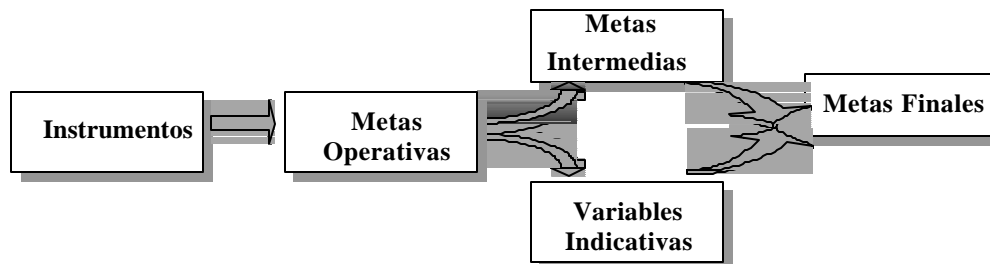 Instrumentos
Metas
Operativas
Metas
Intermedias
Variables
Indicativas
Metas Finales